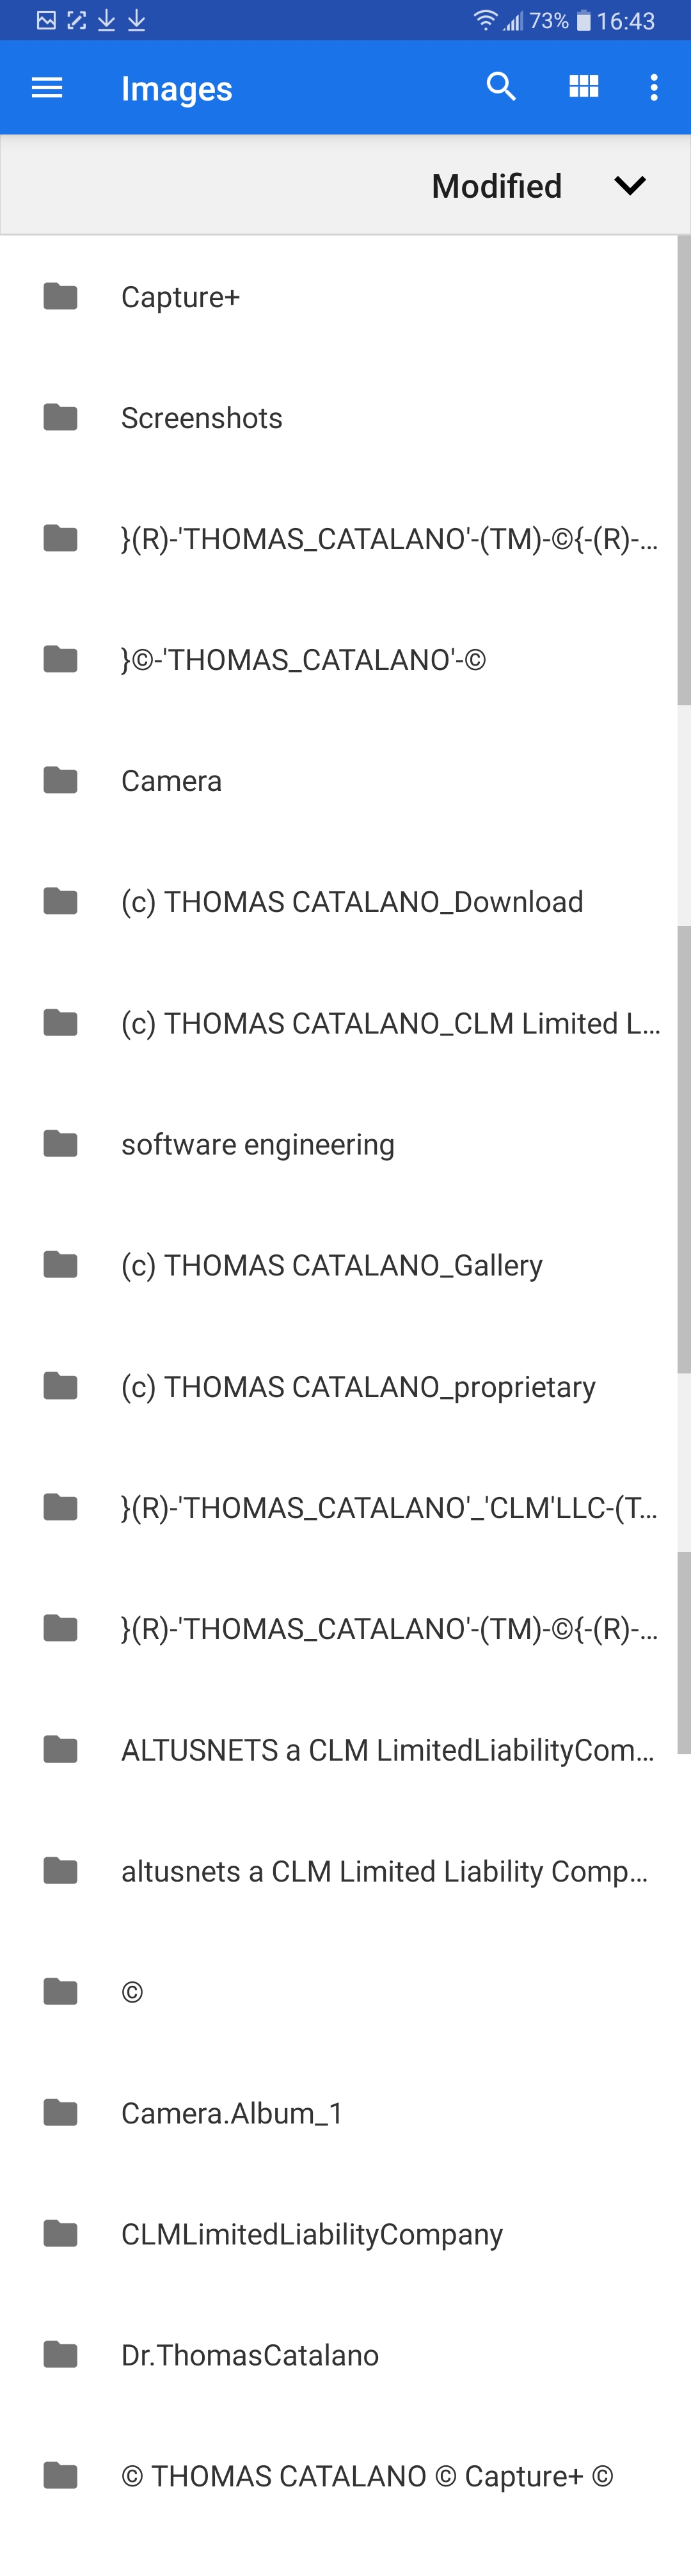 73% 16:43
Images
Modified
Capture+
Screenshots
}(R)-'THOMAS_CATALANO'-(TM)-©{-(R)-...
}©-'THOMAS_CATALANO'-©
Camera
(c) THOMAS CATALANO_Download
(c) THOMAS CATALANO_CLM Limited L...
software engineering
(c) THOMAS CATALANO_Gallery
(c) THOMAS CATALANO_proprietary
}(R)-'THOMAS_CATALANO'_'CLM'LLC-(T...
}(R)-'THOMAS_CATALANO'-(TM)-©{-(R)-...
ALTUSNETS a CLM LimitedLiabilityCom...
altusnets a CLM Limited Liability Comp...
©
Camera.Album_1
CLMLimitedLiabilityCompany
Dr.ThomasCatalano
© THOMAS CATALANO © Capture+ ©